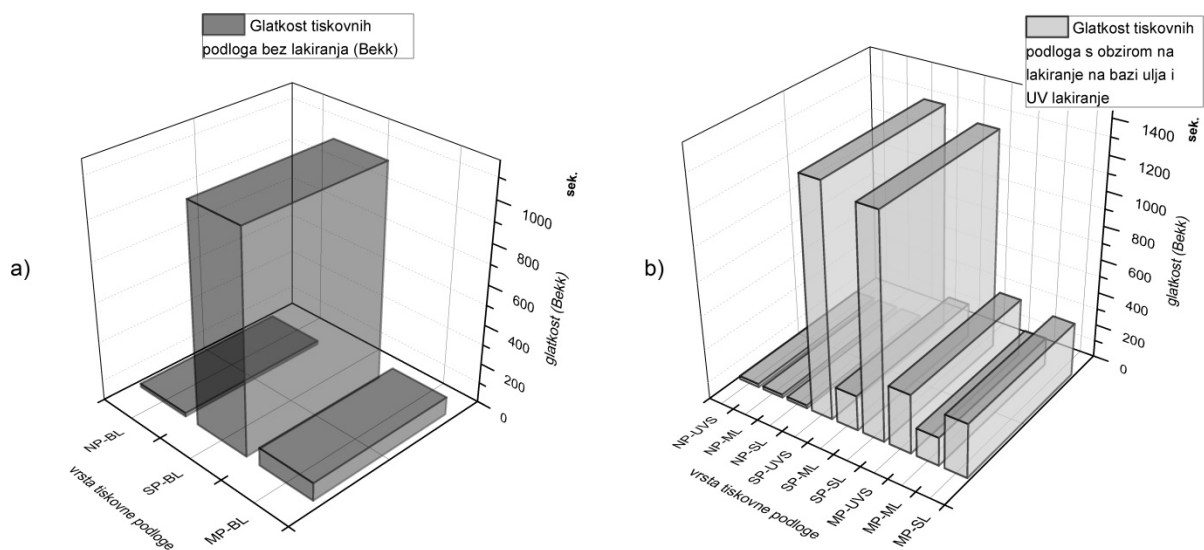 Glatkost tiskovnih
podloga bez lakiranja (Bekk)
a)
sek.
1000
800
600
400
200
0
glatkost (Bekk)
NP-BL
SP-BL
MP-BL
vrsta tiskovne podloge
Glatkost tiskovnih
podloga s obzirom na
lakiranje na bazi ulja i
UV lakiranje
b)
sek.
1400
1200
1000
800
600
400
200
0
glatkost (Bekk)
NP-UVS
NP-ML
NP-SL
SP-UVS
SP-ML
SP-SL
MP-UVS
MP-ML
MP-SL
vrsta tiskovne podloge